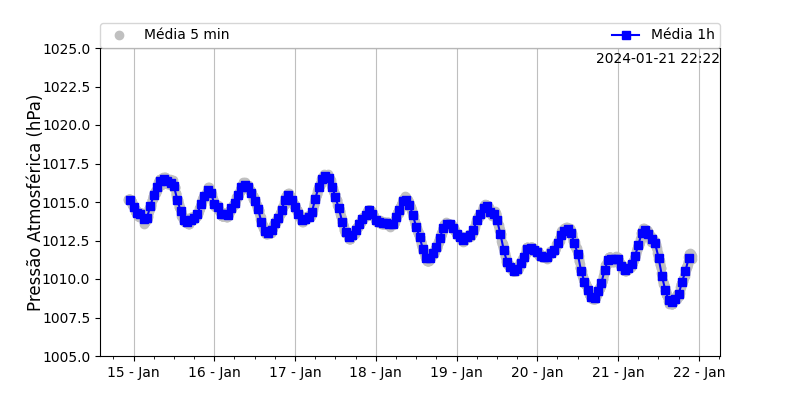 Média 5 min
Média 1h
2024-01-21 22:22
Pressão Atmosférica (hPa)
1025.0
1022.5
1020.0
1017.5
1015.0
1012.5
1010.0
1007.5
1005.0
15 - Jan
16 - Jan
17 - Jan
18 - Jan
19 - Jan
20 - Jan
21 - Jan
22 - Jan